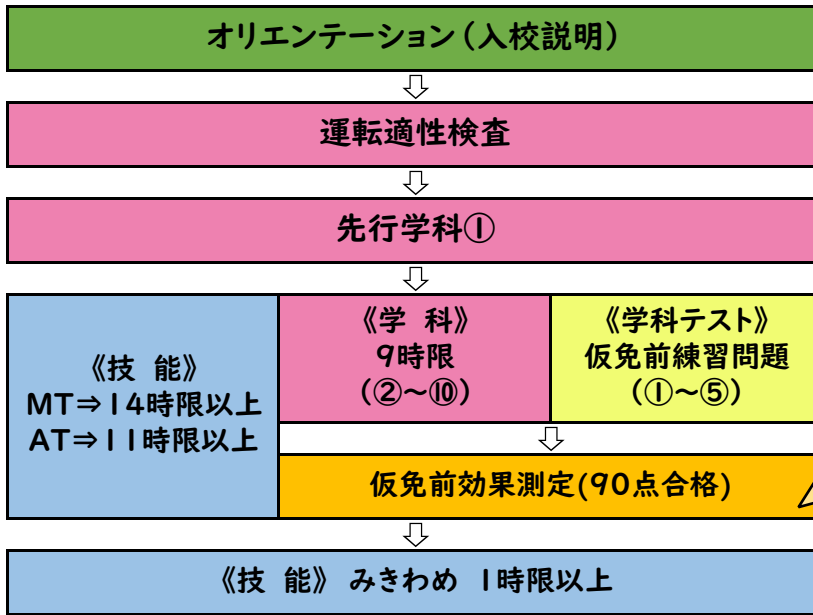 オリエンテーション(入校説明)
運転適性検査
先行学科①
《技 能》
MT⇒14時限以上
AT⇒11時限以上
《学 科》
9時限
(②~⑩)
《学科テスト》
仮免前練習問題
(①~⑤)
仮免前効果測定(90点合格)
《技 能》 みきわめ 1時限以上